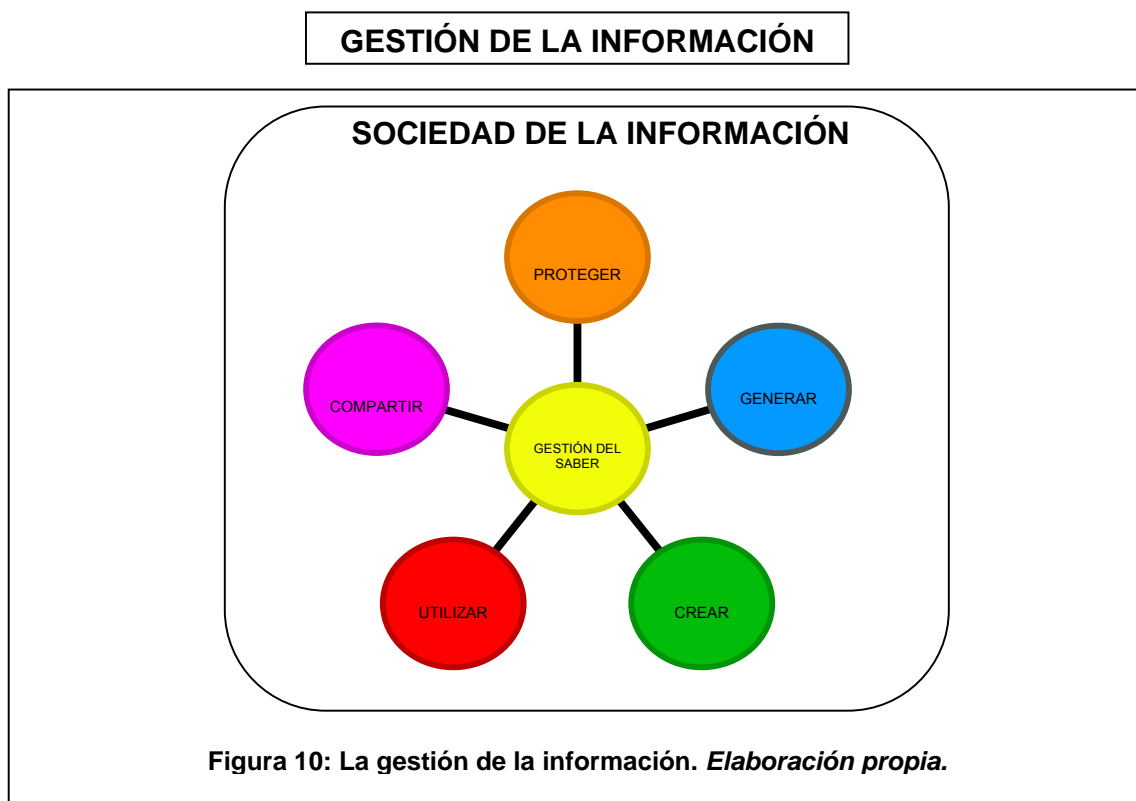 GESTIÓN DE LA INFORMACIÓN
SOCIEDAD DE LA INFORMACIÓN
PROTEGER
GENERAR
COMPARTIR
GESTIÓN DEL
SABER
UTILIZAR
CREAR
Figura 10: La gestión de la información. Elaboración propia.